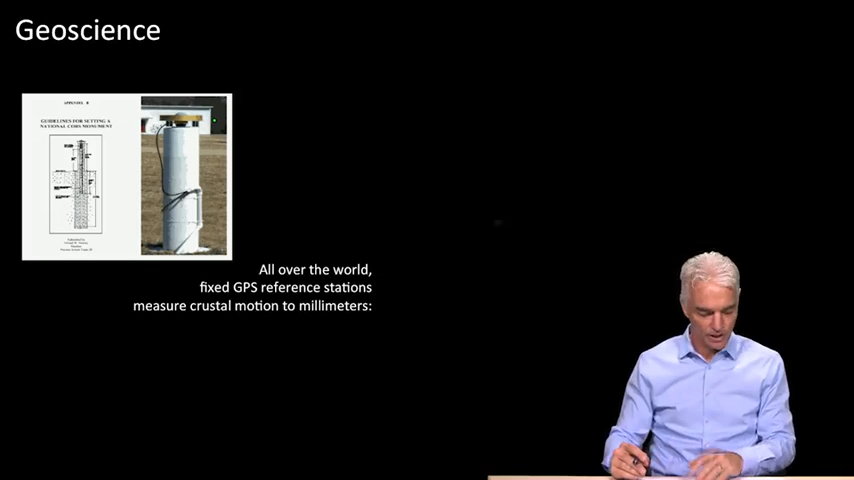 Geoscience
APPENDIX B
GUIDELINES FOR SETTING A
NATIONAL CORS MONUMENT
All over the world,
fixed GPS reference stations
measure crustal motion to millimeters: